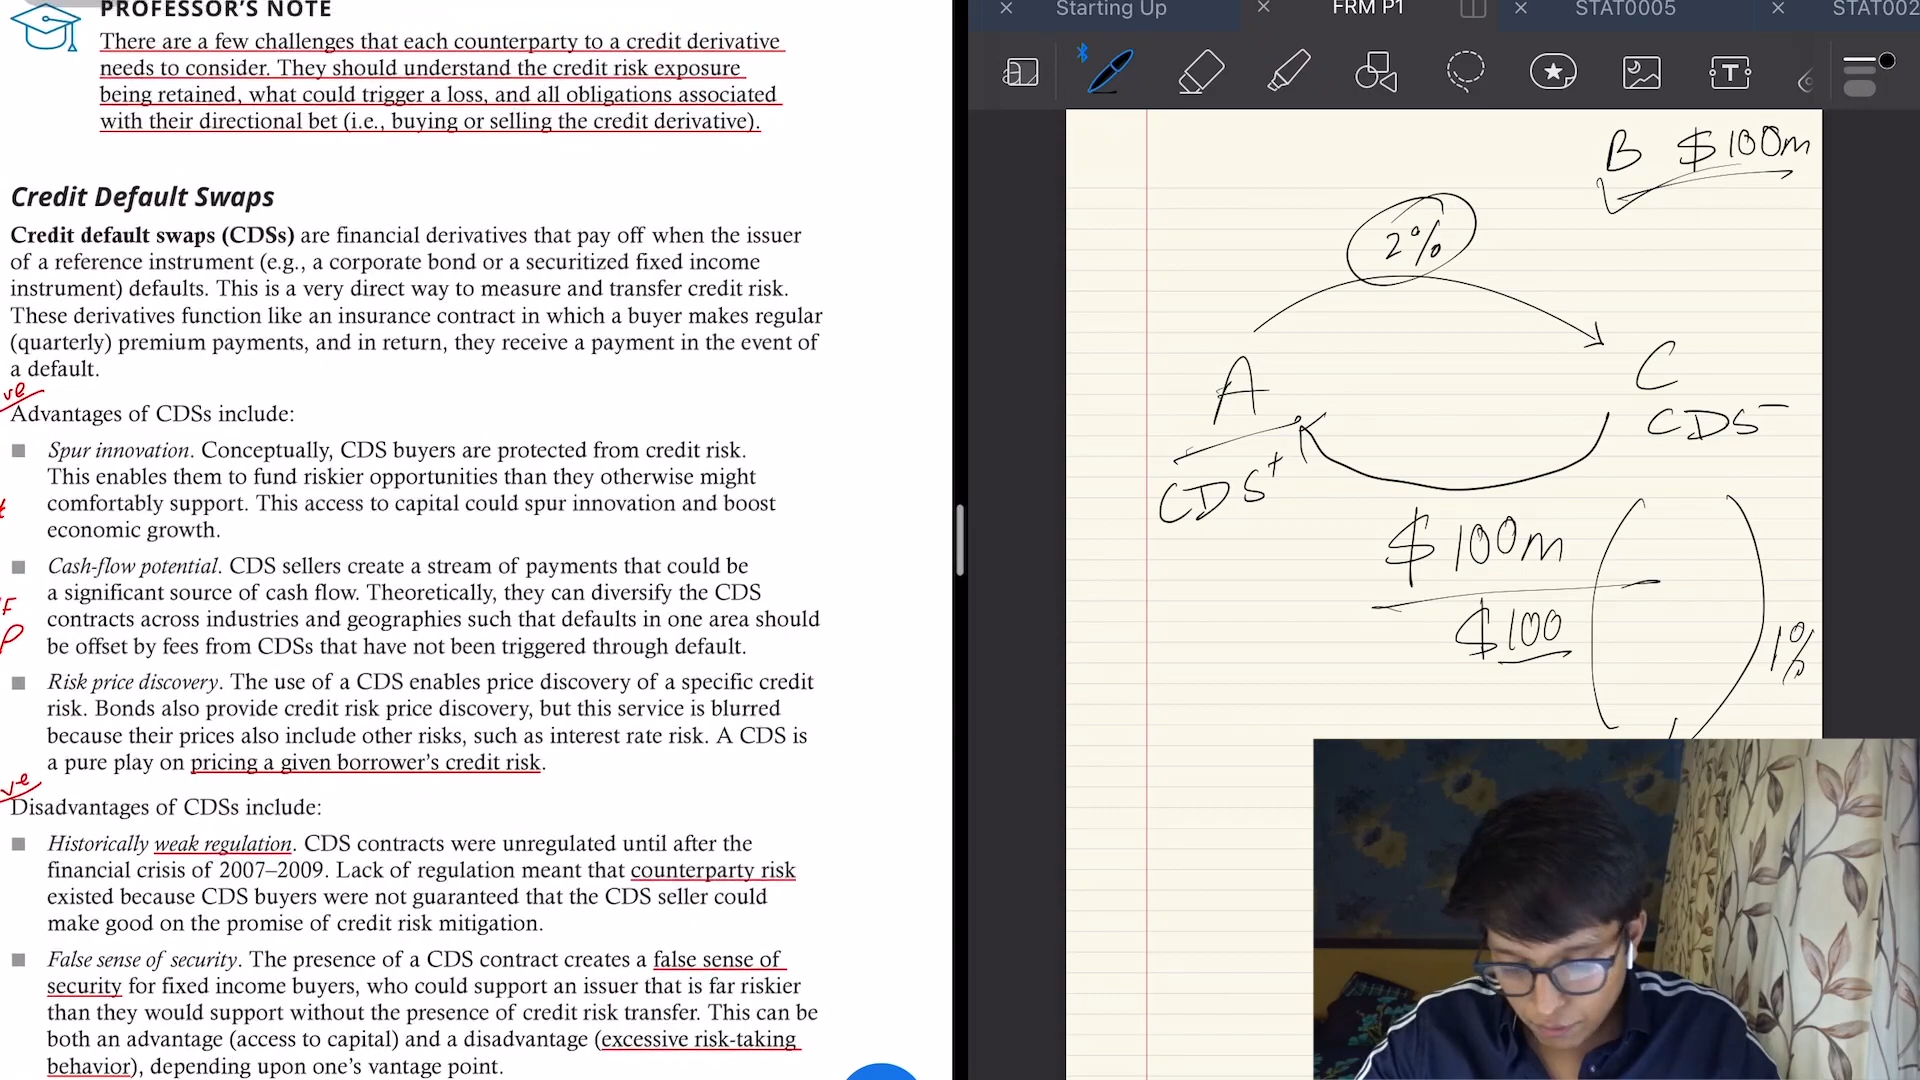 PROFESSOR'S NOTE
There are a few challenges that each counterparty to a credit derivative
needs to consider. They should understand the credit risk exposure
being retained, what could trigger a loss, and all obligations associated
with their directional bet (i.e., buying or selling the credit derivative).
Credit Default Swaps
Credit default swaps (CDSs) are financial derivatives that pay off when the issuer
of a reference instrument (e.g., a corporate bond or a securitized fixed income
instrument) defaults. This is a very direct way to measure and transfer credit risk.
These derivatives function like an insurance contract in which a buyer makes regular
(quarterly) premium payments, and in return, they receive a payment in the event of
a default.
ve
Advantages of CDSs include:
Spur innovation. Conceptually, CDS buyers are protected from credit risk.
This enables them to fund riskier opportunities than they otherwise might
comfortably support. This access to capital could spur innovation and boost
economic growth.
Cash-flow potential. CDS sellers create a stream of payments that could be
a significant source of cash flow. Theoretically, they can diversify the CDS
contracts across industries and geographies such that defaults in one area should
be offset by fees from CDSs that have not been triggered through default.
Risk price discovery. The use of a CDS enables price discovery of a specific credit
risk. Bonds also provide credit risk price discovery, but this service is blurred
because their prices also include other risks, such as interest rate risk. A CDS is
a pure play on pricing a given borrower's credit risk.
ve
Disadvantages of CDSs include:
Historically weak regulation. CDS contracts were unregulated until after the
financial crisis of 2007–2009. Lack of regulation meant that counterparty risk
existed because CDS buyers were not guaranteed that the CDS seller could
make good on the promise of credit risk mitigation.
False sense of security. The presence of a CDS contract creates a false sense of
security for fixed income buyers, who could support an issuer that is far riskier
than they would support without the presence of credit risk transfer. This can be
both an advantage (access to capital) and a disadvantage (excessive risk-taking
behavior), depending upon one's vantage point.
Starting Up
FRM P1
STAT0005
STAT002
B $100m
2%
A
C
CDS-
CDS+
$100m
$100
1%